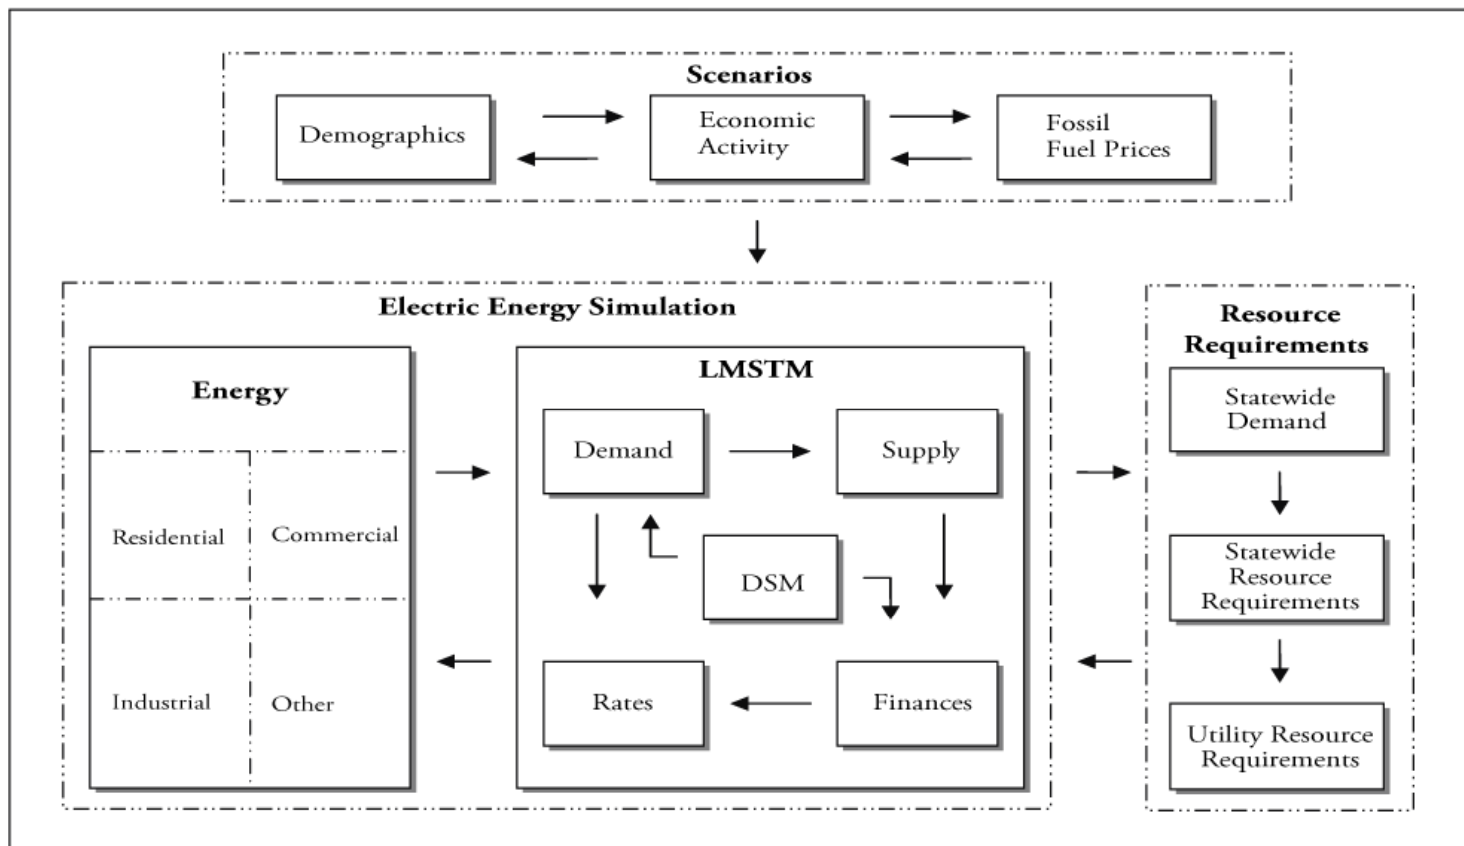 Scenarios
Demographics
Economic
Activity
Fossil
Fuel Prices
Electric Energy Simulation
Energy
Residential
Commercial
Industrial
Other
LMSTM
Demand
Supply
DSM
Rates
Finances
Resource
Requirements
Statewide
Demand
Statewide
Resource
Requirements
Utility Resource
Requirements